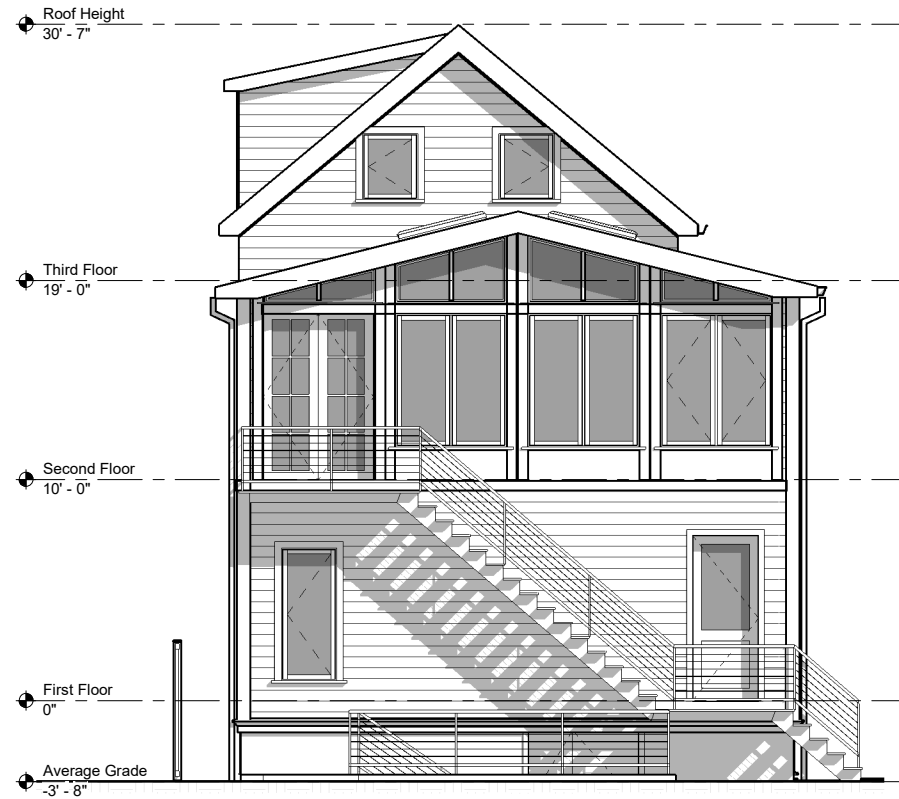 Roof Height
30' - 7"
Third Floor
19' - 0"
Second Floor
10' - 0"
First Floor
0"
Average Grade
-3' - 8"